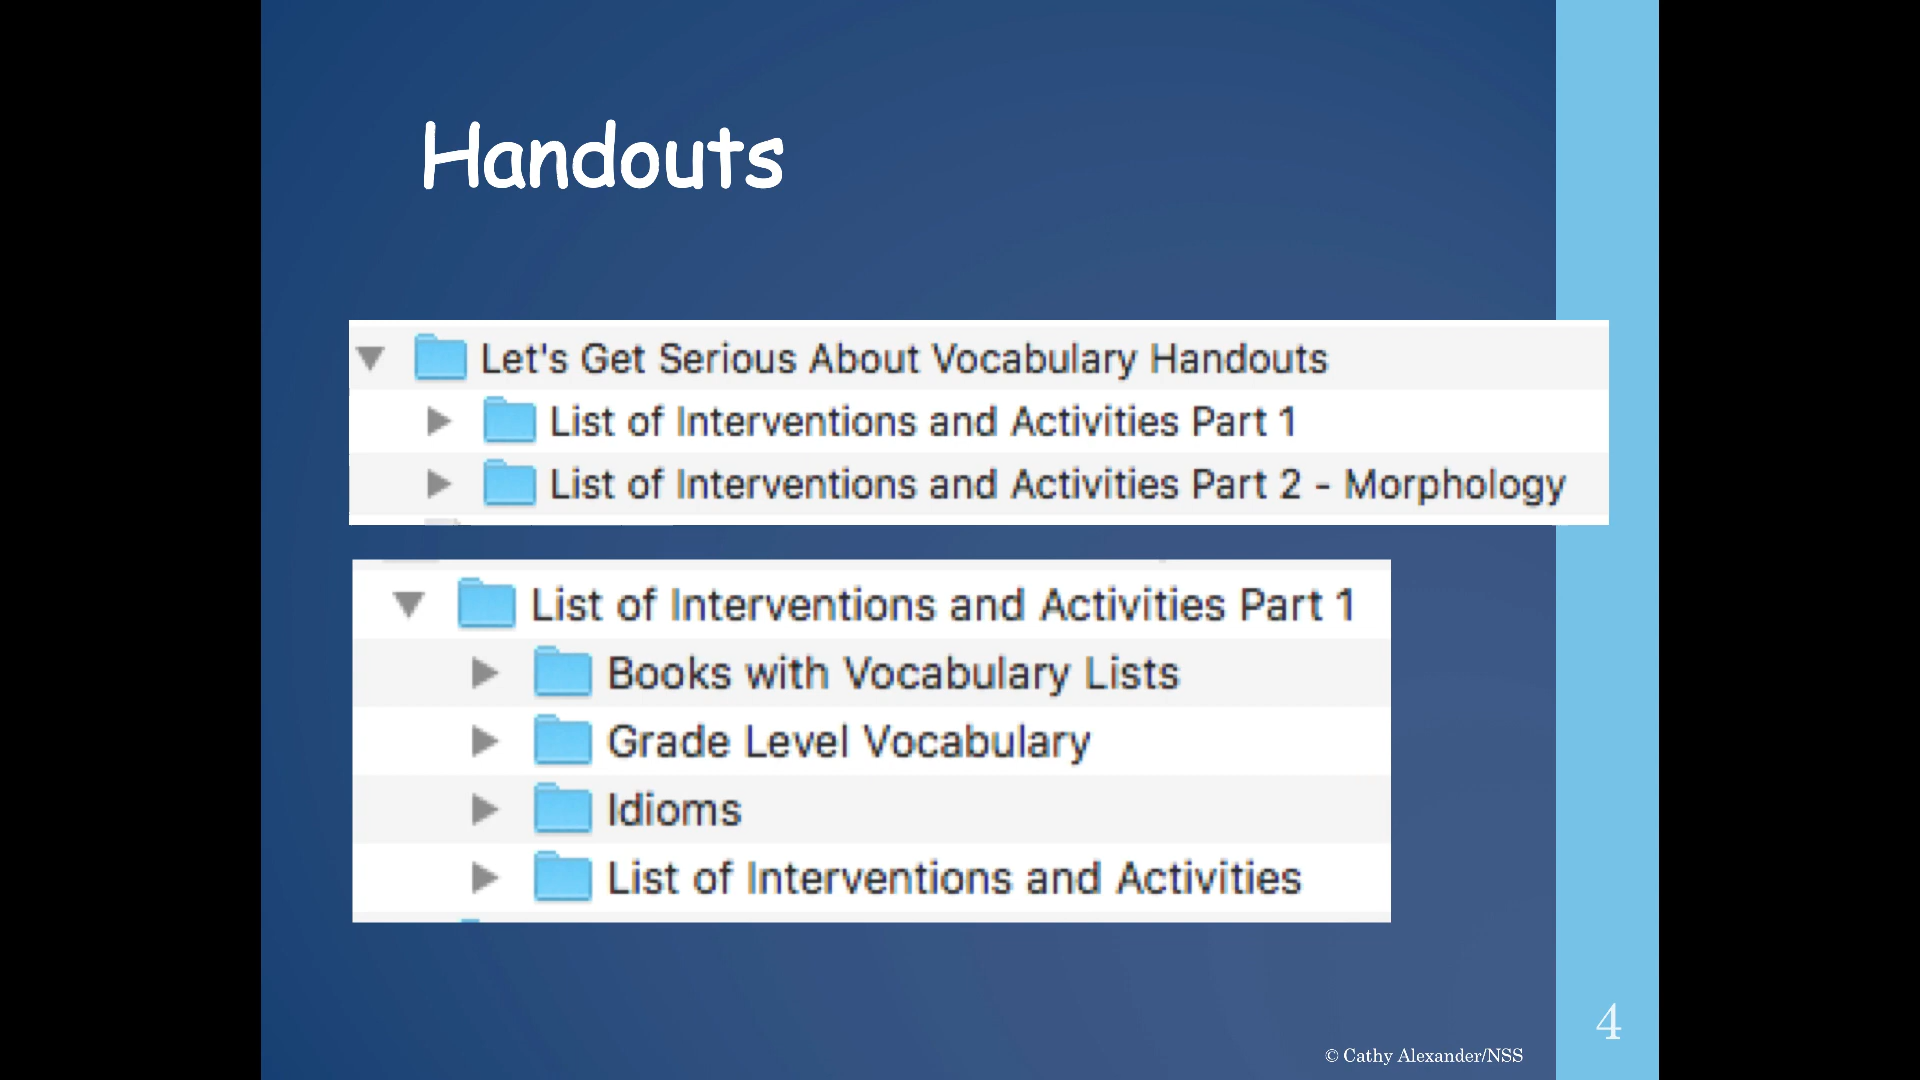 Handouts
Let's Get Serious About Vocabulary Handouts
List of Interventions and Activities Part 1
List of Interventions and Activities Part 2 - Morphology
List of Interventions and Activities Part 1
Books with Vocabulary Lists
Grade Level Vocabulary
Idioms
List of Interventions and Activities
4
© Cathy Alexander/NSS